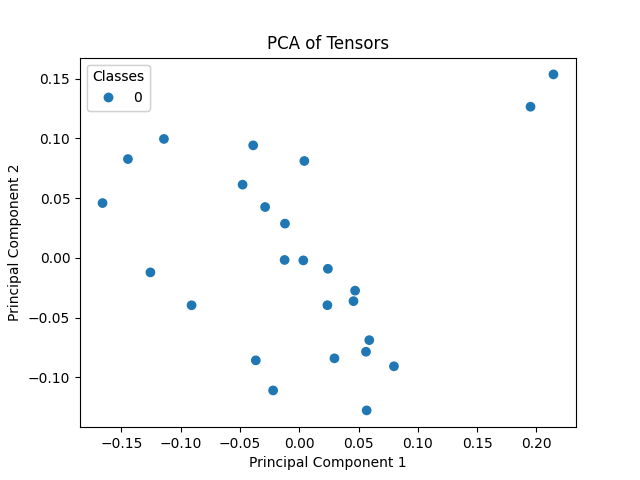 PCA of Tensors
Classes
0
Principal Component 2
0.15
0.10
0.05
0.00
−0.05
−0.10
−0.15 −0.10 −0.05 0.00 0.05 0.10 0.15 0.20
Principal Component 1